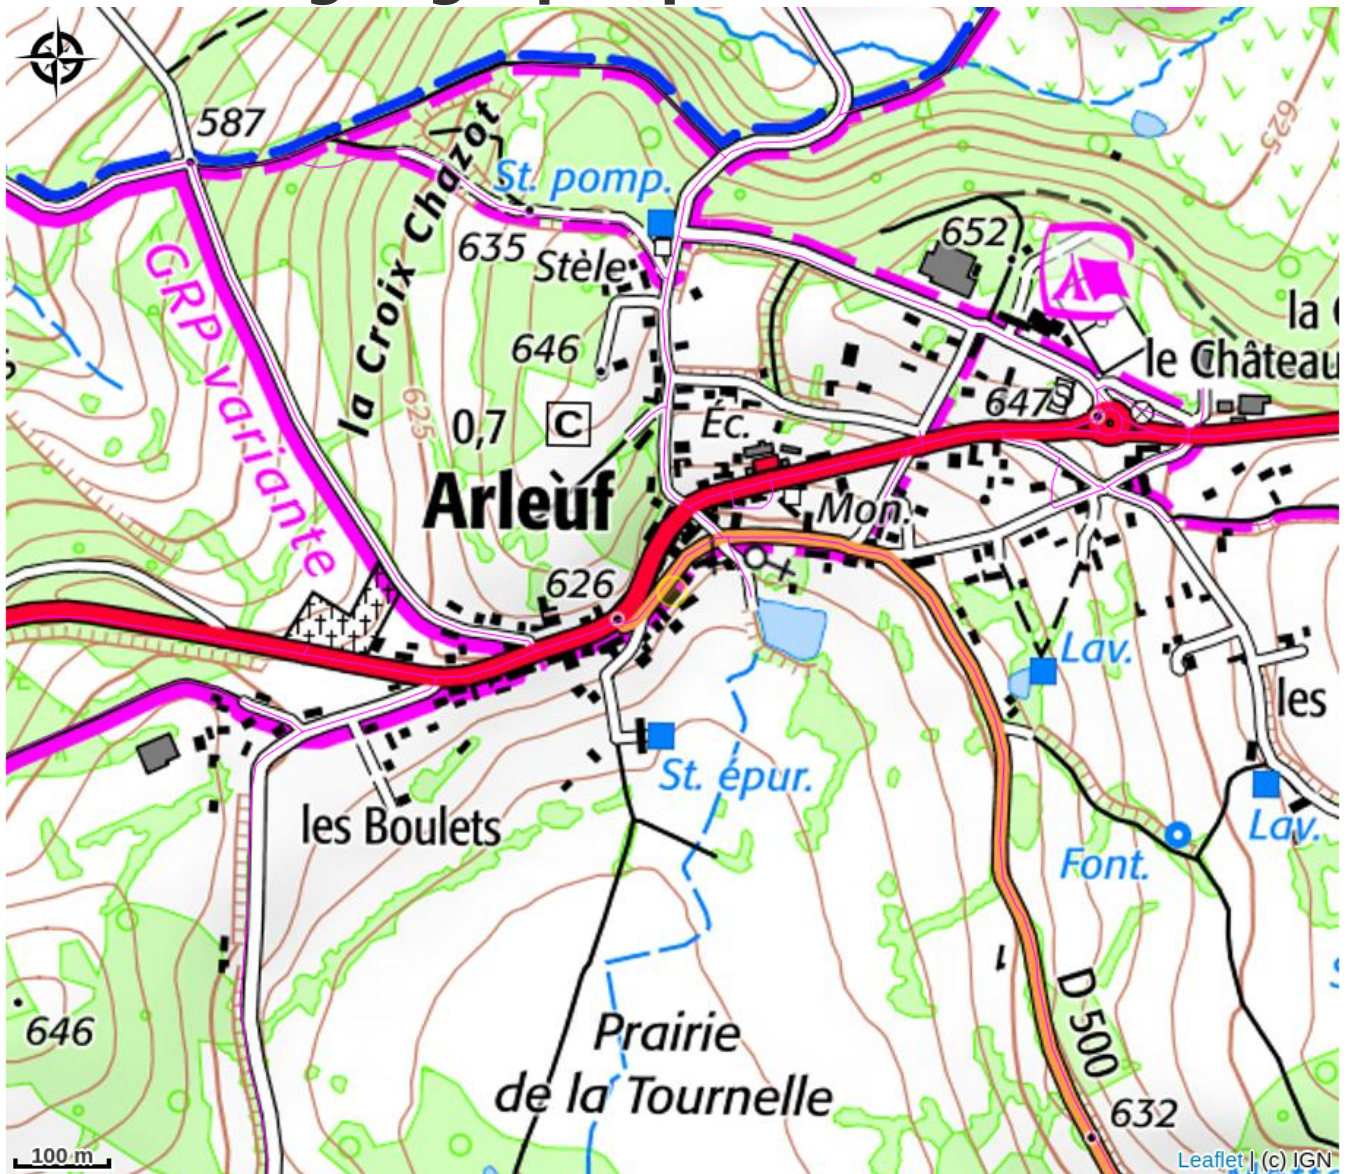 587
625
St. pomp.
652
635
Stèle
GRP variante
la Croix Chazot
la
646
le Château
625
0,7
C
Éc.
647
Arleuf
Mon.
626
Lav.
les
St. épur.
les Boulets
Lav.
Font.
D 500
646
Prairie
de la Tournelle
632
100 m
Leaflet | (c) IGN